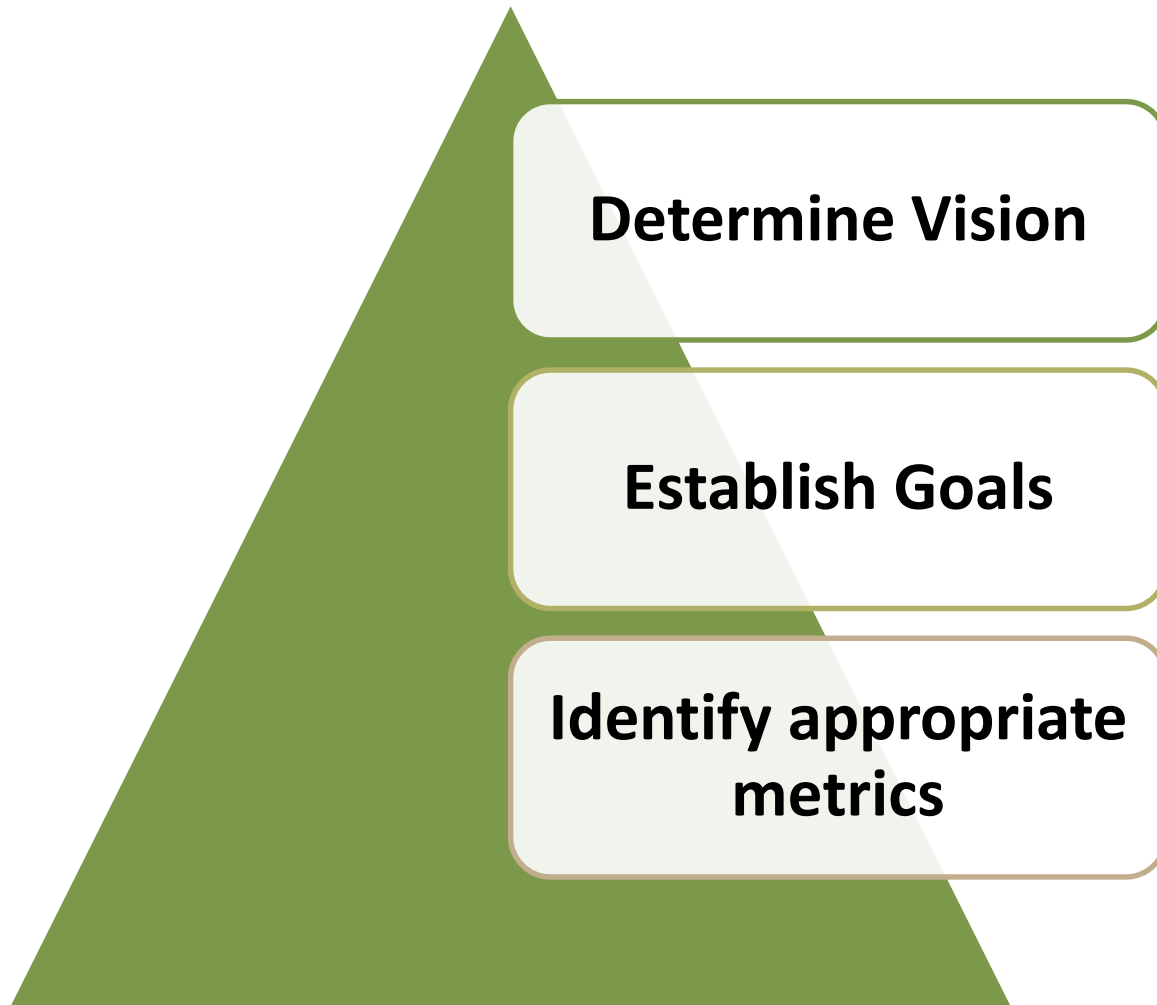 Determine Vision
Establish Goals
Identify appropriate
metrics